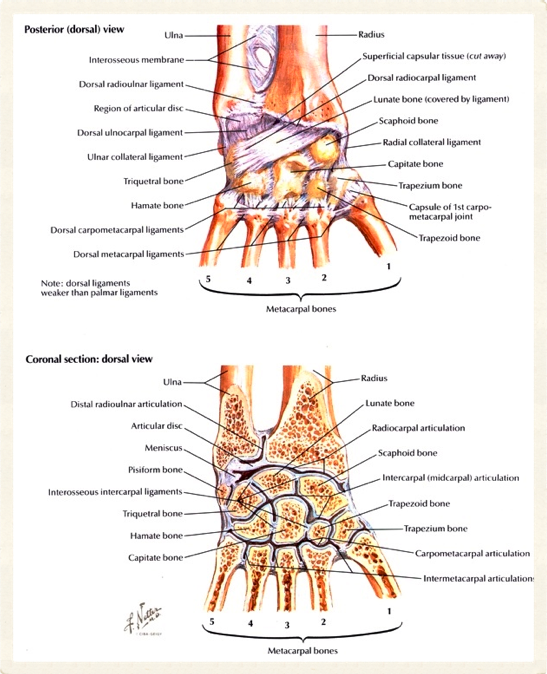 Posterior (dorsal) view
Ulna
Radius
Interosseous membrane
Superficial capsular tissue (cut away)
Dorsal radioulnar ligament
Dorsal radiocarpal ligament
Region of articular disc
Lunate bone (covered by ligament)
Dorsal ulnocarpal ligament
Scaphoid bone
Ulnar collateral ligament
Radial collateral ligament
Capitate bone
Triquetral bone
Trapezium bone
Hamate bone
Capsule of 1st carpo-
metacarpal joint
Dorsal carpometacarpal ligaments
Trapezoid bone
Dorsal metacarpal ligaments
Note: dorsal ligaments
weaker than palmar ligaments
5 4 3 2 1
Metacarpal bones
Coronal section: dorsal view
Ulna
Radius
Distal radioulnar articulation
Lunate bone
Articular disc
Radiocarpal articulation
Meniscus
Scaphoid bone
Pisiform bone
Intercarpal (midcarpal) articulation
Interosseous intercarpal ligaments
Trapezoid bone
Triquetral bone
Trapezium bone
Hamate bone
Carpometacarpal articulation
Capitate bone
Intermetacarpal articulations
F. Netter
M.D.
5 4 3 2 1
Metacarpal bones